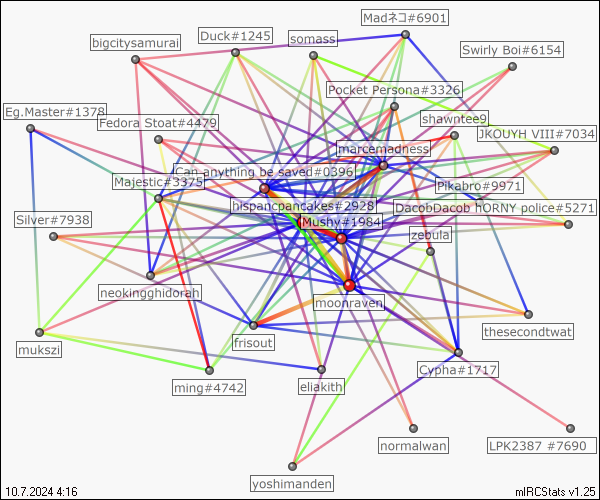 Madネコ#6901
Duck#1245
somass
bigcitysamurai
Swirly Boi#6154
Pocket Persona#3326
Eg.Master#1378
shawntee9
Fedora Stoat#4479
JKOUYH VIII#7034
marcemadness
Can anything be saved#0396
Majestic#3375
Pikabro#9971
hispancpancakes#2928
DacobDacob HORNY police#5271
Silver#7938
Mushy#1984
zebula
neokingghidorah
moonraven
thesecondtwat
mukszi
frisout
Cypha#1717
ming#4742
eliakith
normalwan
LPK2387 #7690
yoshimanden
10.7.2024 4:16
mIRCStats v1.25